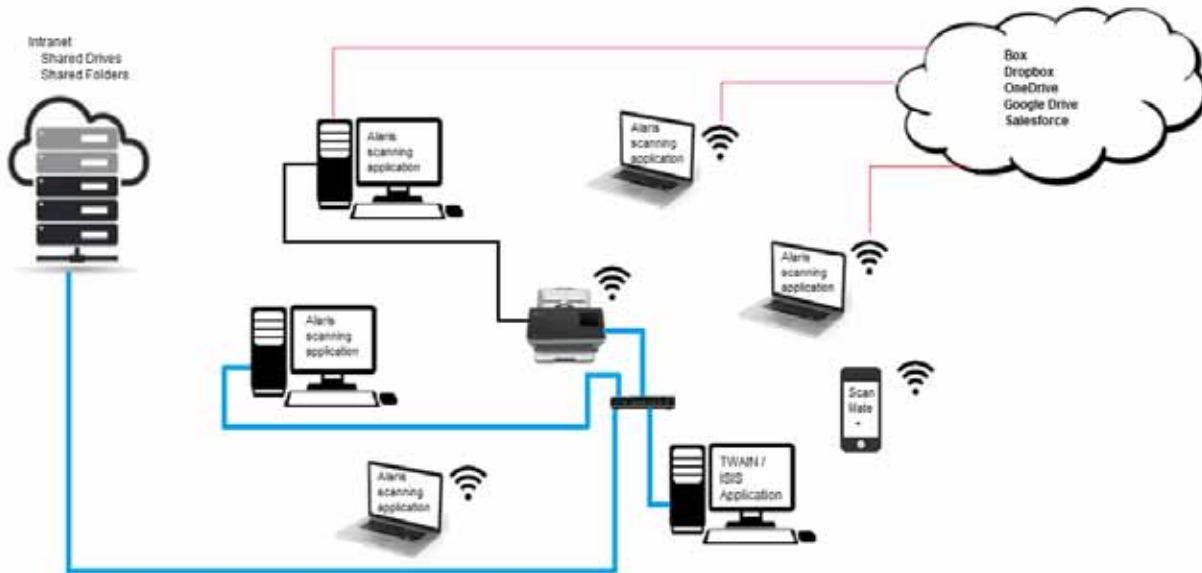 Intranet
Shared Drives
Shared Folders
Box
Dropbox
OneDrive
Google Drive
Salesforce
Alaris
scanning
application
Alaris
scanning
application
Alaris
scanning
application
Alaris
scanning
application
Scan
Mate
+
Alaris
scanning
application
TWAIN /
ISIS
Application